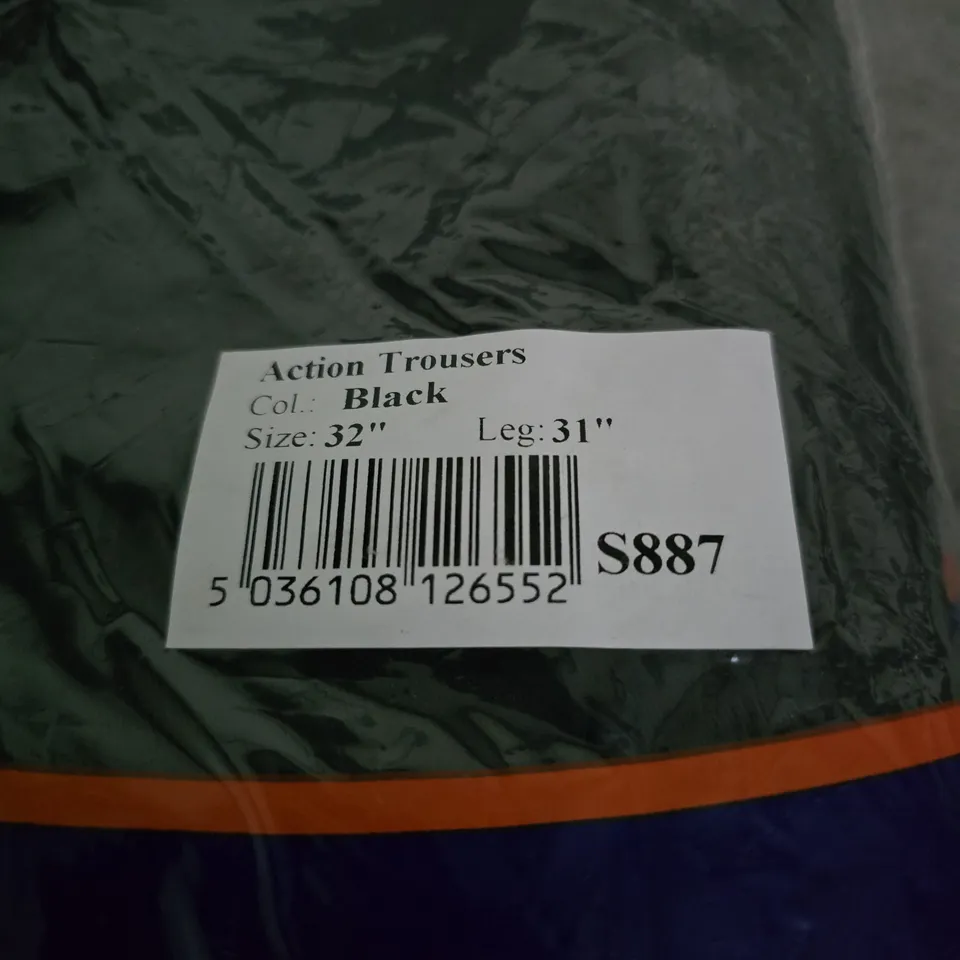 Action Trousers
Col.: Black
Size: 32" Leg: 31"
S887
5 036108 126552